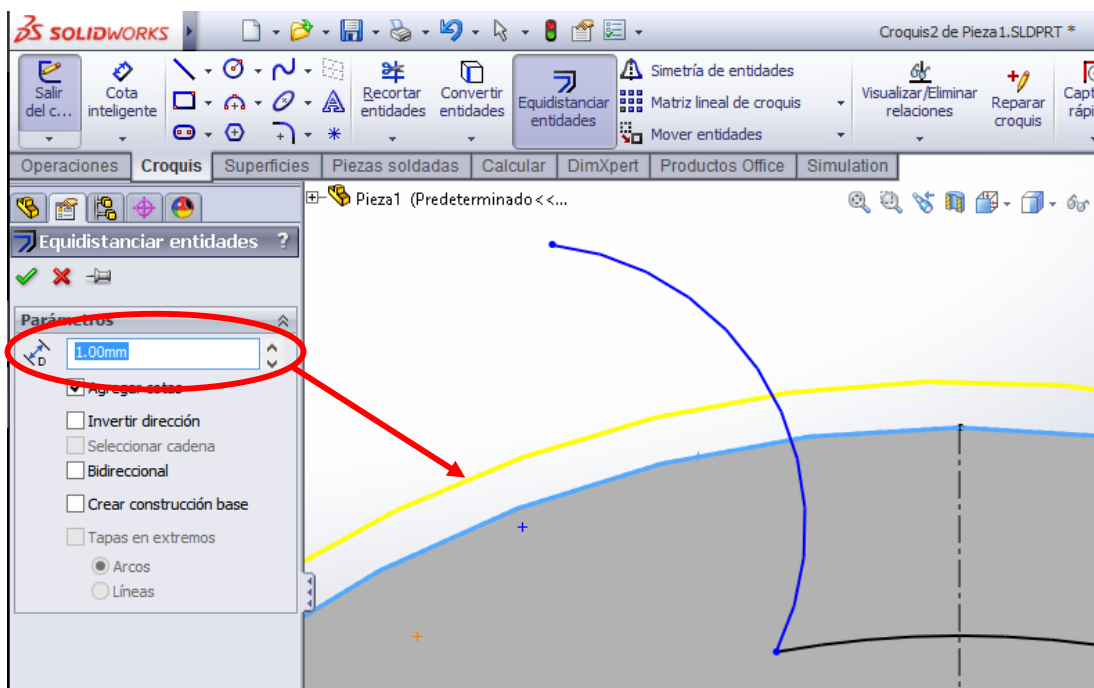 SOLIDWORKS
Croquis2 de Pieza1.SLDPRT *
Salir del c...
Cota inteligente
Recortar entidades
Convertir entidades
Equidistanciar entidades
Simetría de entidades
Matriz lineal de croquis
Mover entidades
Visualizar/Eliminar relaciones
Reparar croquis
Operaciones Croquis Superficies Piezas soldadas Calcular DimXpert Productos Office Simulation
Pieza1 (Predeterminado<<...
Equidistanciar entidades ?
Parámetros
D 1.00mm
Agregar cotas
Invertir dirección
Seleccionar cadena
Bidireccional
Crear construcción base
Tapas en extremos
Arcos
Líneas